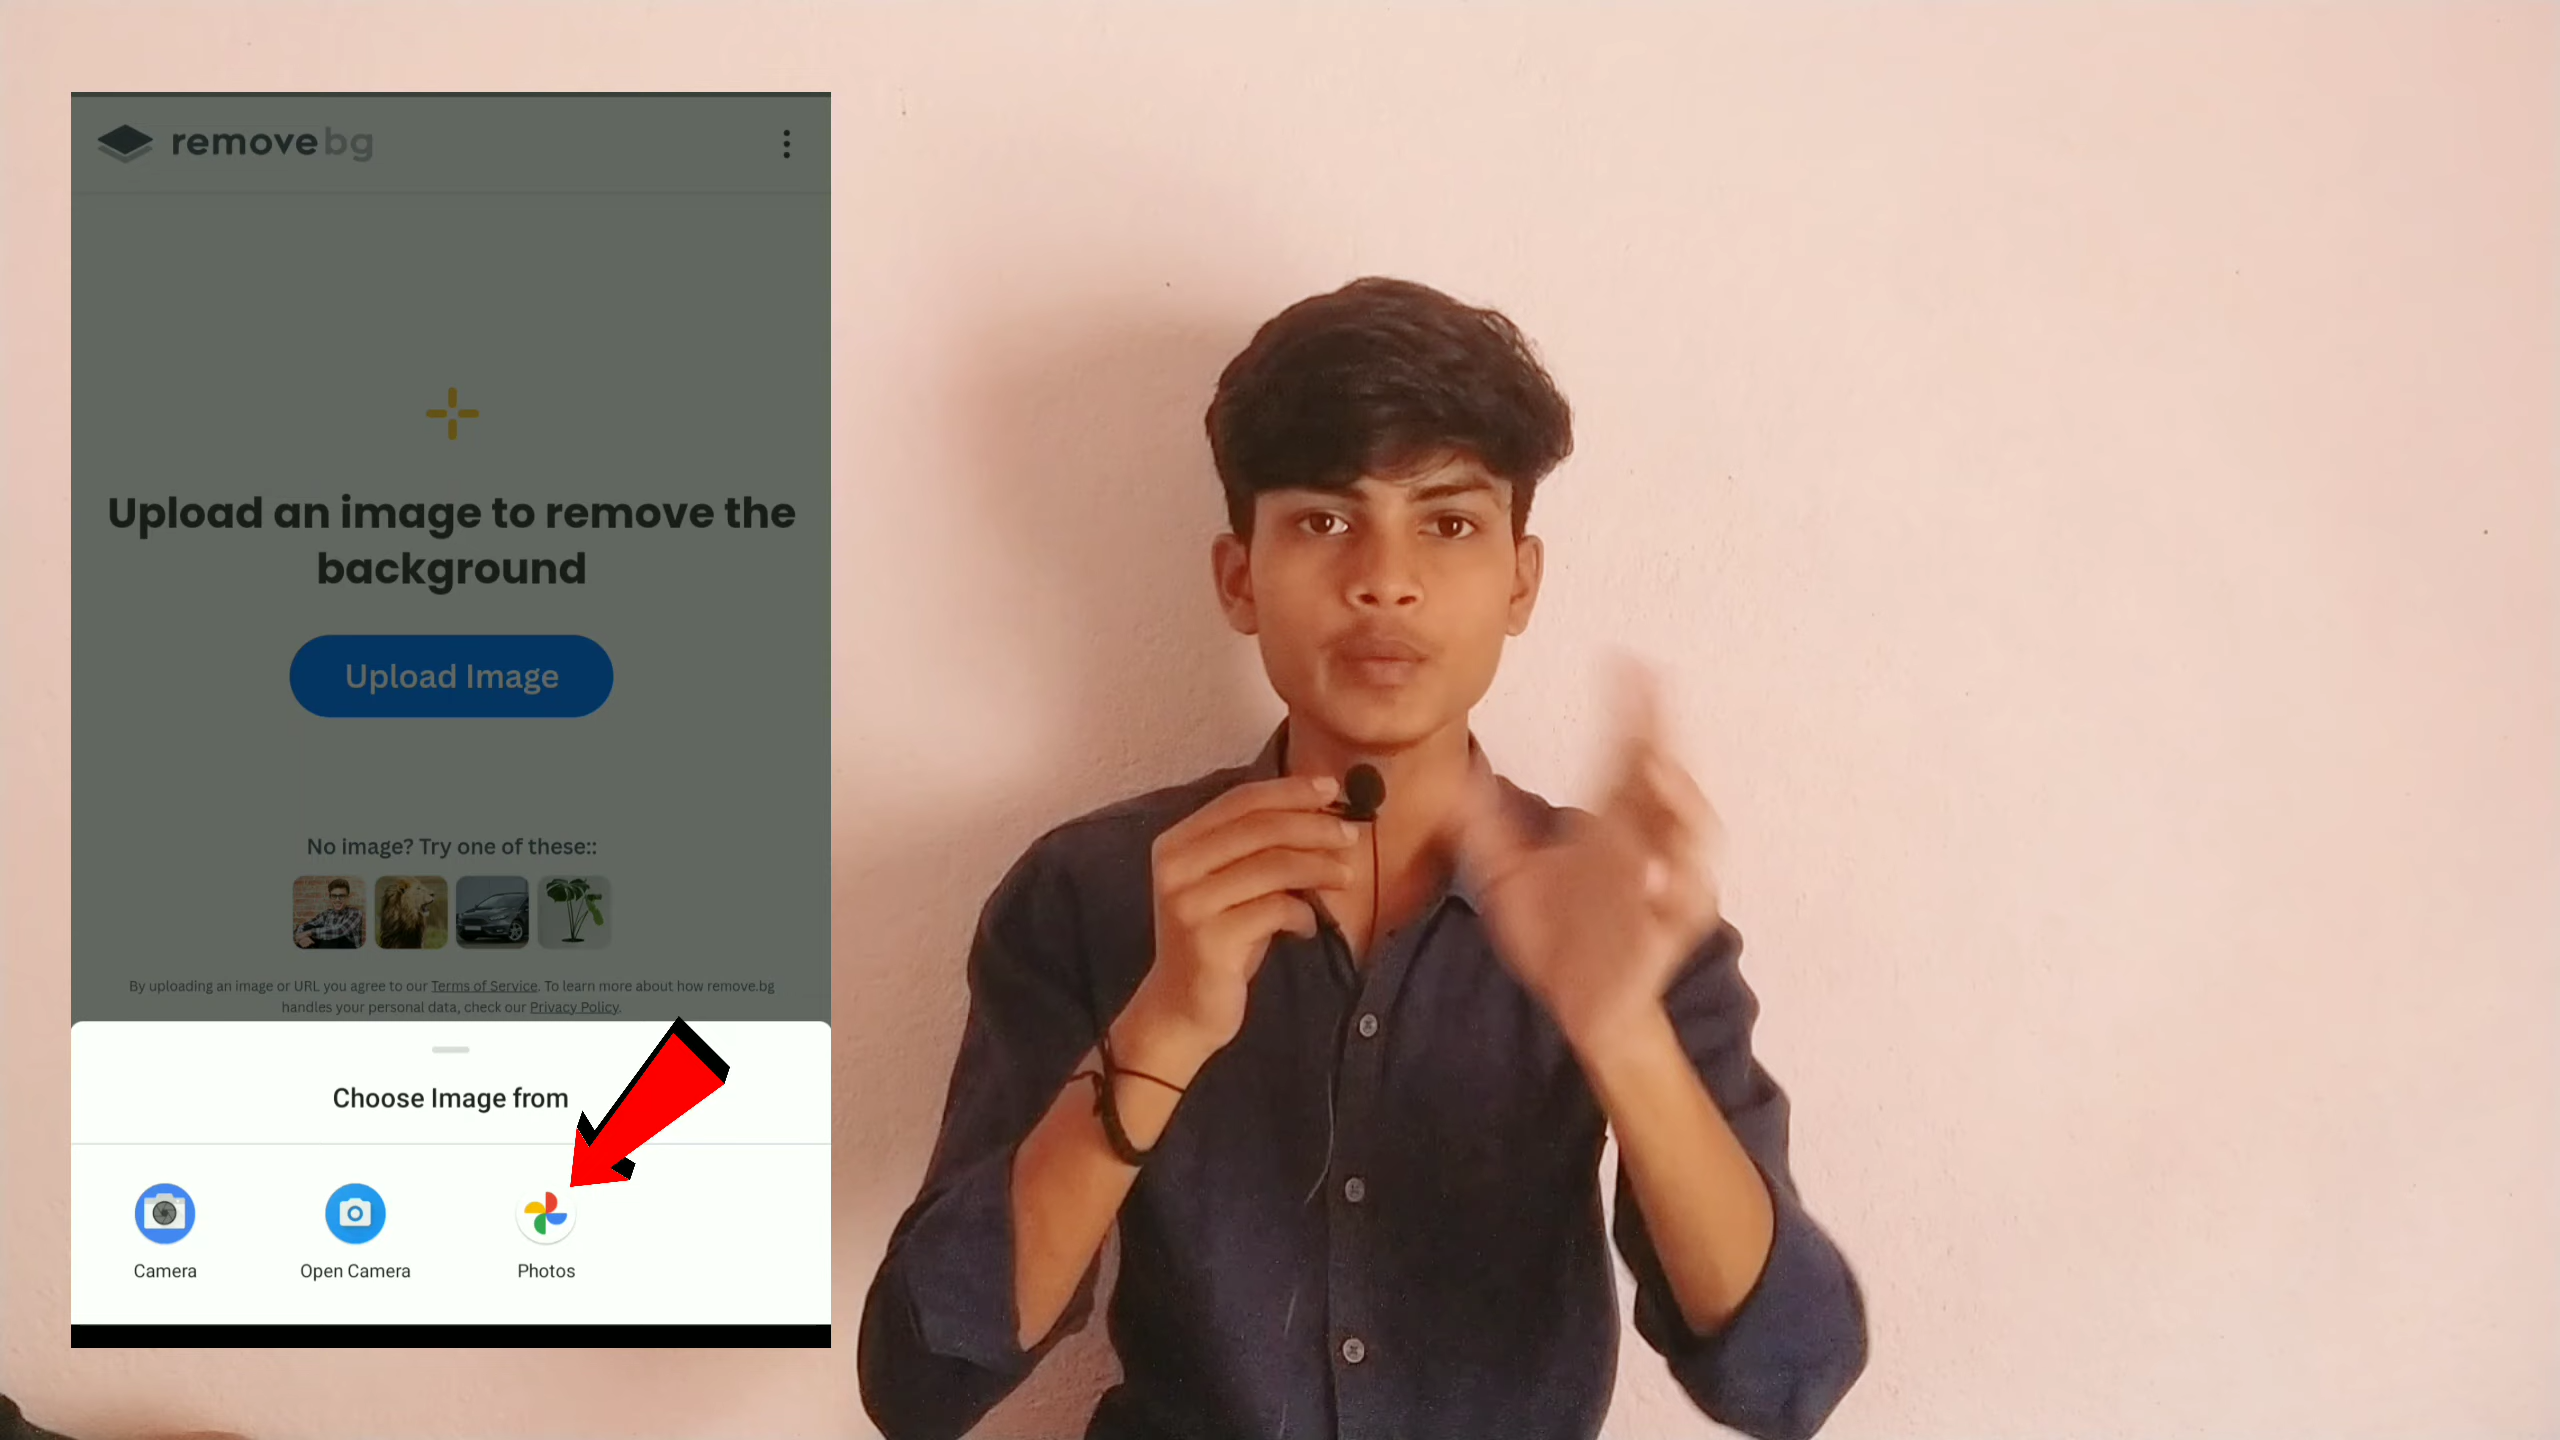 removebg
Upload an image to remove the
background
Upload Image
No image? Try one of these::
By uploading an image or URL you agree to our Terms of Service. To learn more about how remove.bg
handles your personal data, check our Privacy Policy.
Choose Image from
Camera
Open Camera
Photos